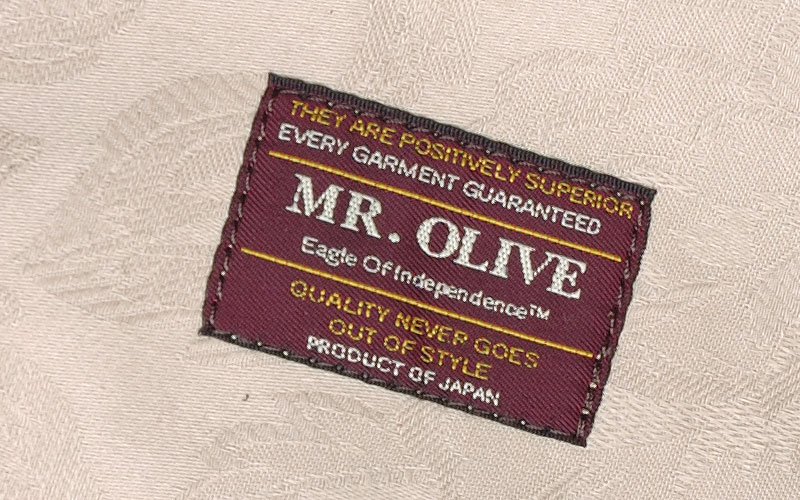 THEY ARE POSITIVELY SUPERIOR
EVERY GARMENT GUARANTEED
MR. OLIVE
Eagle Of Independence™
QUALITY NEVER GOES
OUT OF STYLE
PRODUCT OF JAPAN